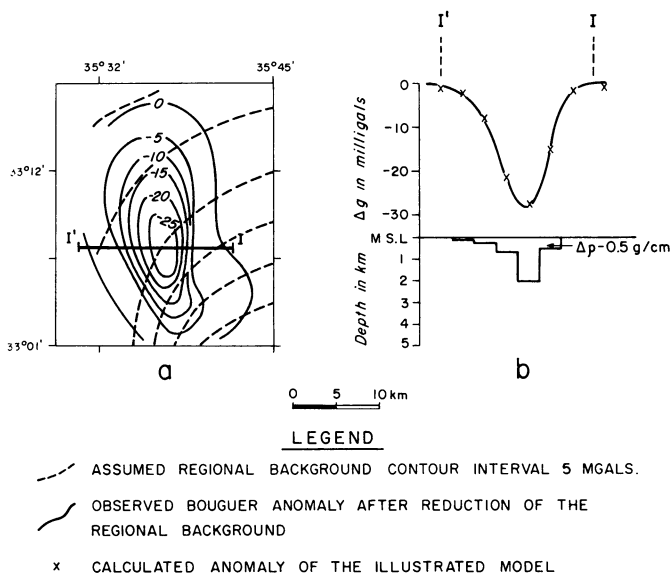 35°32' 35°45'
33°12'
33°01'
0
-5
-10
-15
-20
-25
I' I
a
I' I
Δg in milligals
0
-10
-20
-30
M S.L
Δρ-0.5 g/cm
Depth in km
1
2
3
4
5
b
0 5 10 km
LEGEND
ASSUMED REGIONAL BACKGROUND CONTOUR INTERVAL 5 MGALS.
OBSERVED BOUGUER ANOMALY AFTER REDUCTION OF THE
REGIONAL BACKGROUND
x CALCULATED ANOMALY OF THE ILLUSTRATED MODEL